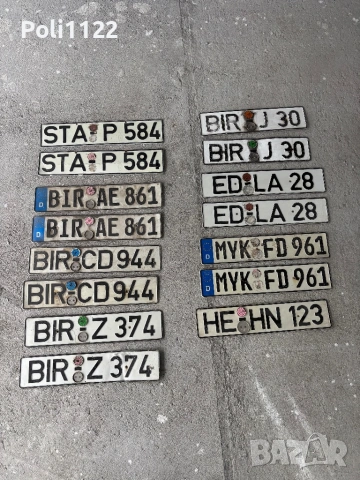 Poli1122
STA P 584
STA P 584
D BIR AE 861
D BIR AE 861
BIR CD 944
BIR CD 944
BIR Z 374
BIR Z 374
BIR J 30
BIR J 30
ED LA 28
ED LA 28
D MYK FD 961
D MYK FD 961
HE HN 123
BAZAR